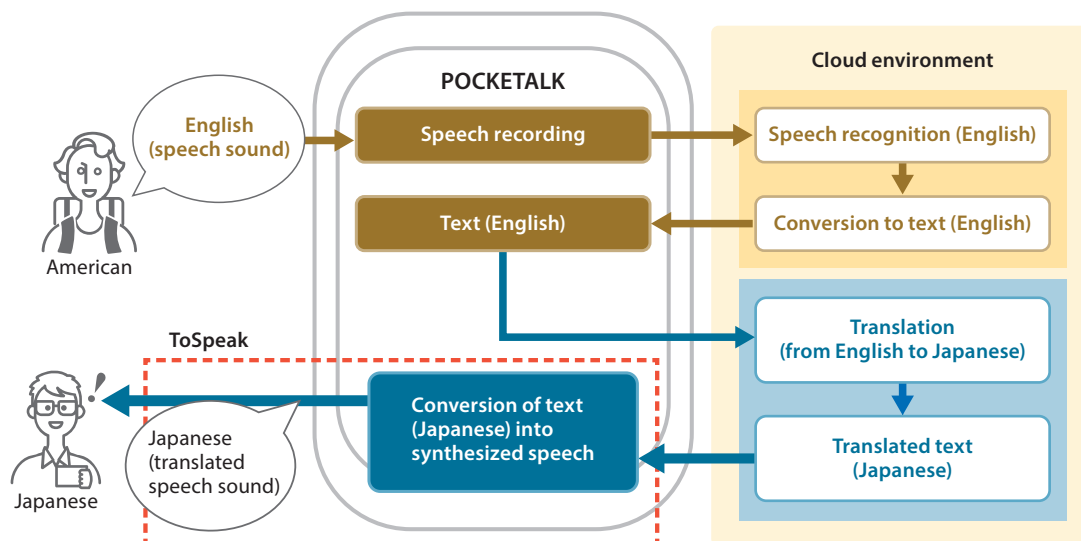 Cloud environment
POCKETALK
English
(speech sound)
Speech recording
Speech recognition (English)
Text (English)
Conversion to text (English)
American
Translation
(from English to Japanese)
ToSpeak
Conversion of text
(Japanese) into
synthesized speech
Translated text
(Japanese)
Japanese
(translated
speech sound)
Japanese